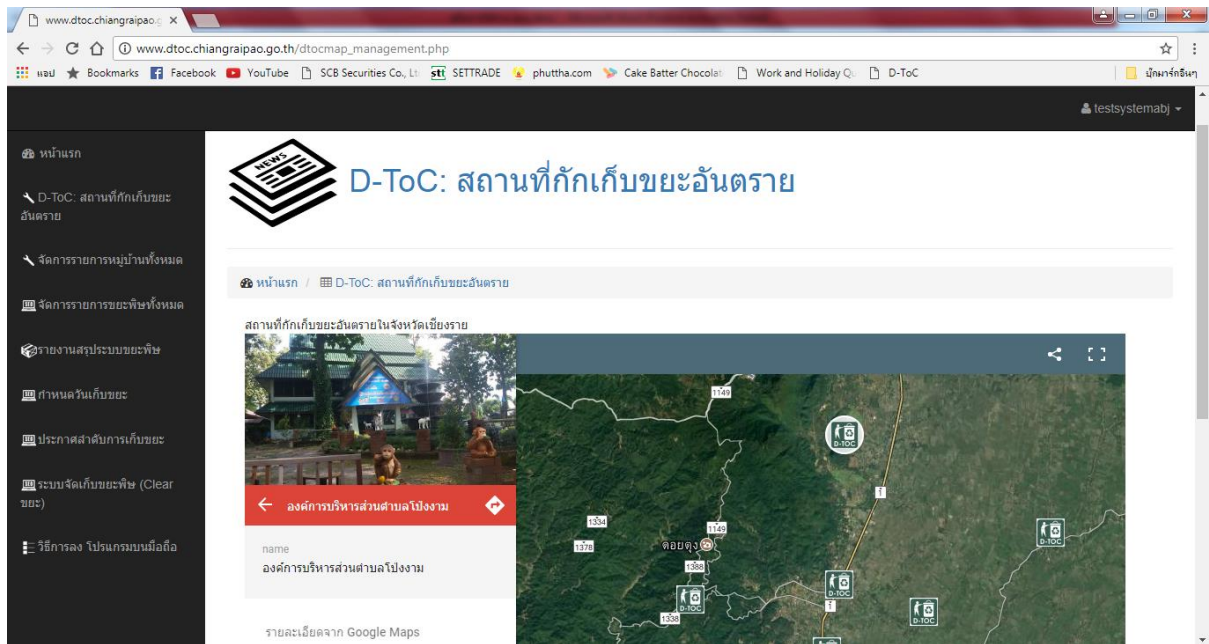 www.dtoc.chiangraipao.g
www.dtoc.chiangraipao.go.th/dtocmap_management.php
แอป Bookmarks Facebook YouTube SCB Securities Co., Lt stt SETTRADE phuttha.com Cake Batter Chocolat Work and Holiday Q D-ToC บุ๊กมาร์กอื่นๆ
testsystemabj
หน้าแรก
D-ToC: สถานที่กักเก็บขยะ
อันตราย
จัดการรายการหมู่บ้านทั้งหมด
จัดการรายการขยะพิษทั้งหมด
รายงานสรุประบบขยะพิษ
กำหนดวันเก็บขยะ
ประกาศลำดับการเก็บขยะ
ระบบจัดเก็บขยะพิษ (Clear
ขยะ)
วิธีการลง โปรแกรมบนมือถือ
NEWS
D-ToC: สถานที่กักเก็บขยะอันตราย
หน้าแรก / D-ToC: สถานที่กักเก็บขยะอันตราย
สถานที่กักเก็บขยะอันตรายในจังหวัดเชียงราย
องค์การบริหารส่วนตำบลโป่งงาม
name
องค์การบริหารส่วนตำบลโป่งงาม
รายละเอียดจาก Google Maps
1149
D-TOC
1
1334
1149
1378
ดอยตุง
D-TOC
1388
D-TOC
D-TOC
1
D-TOC
1338